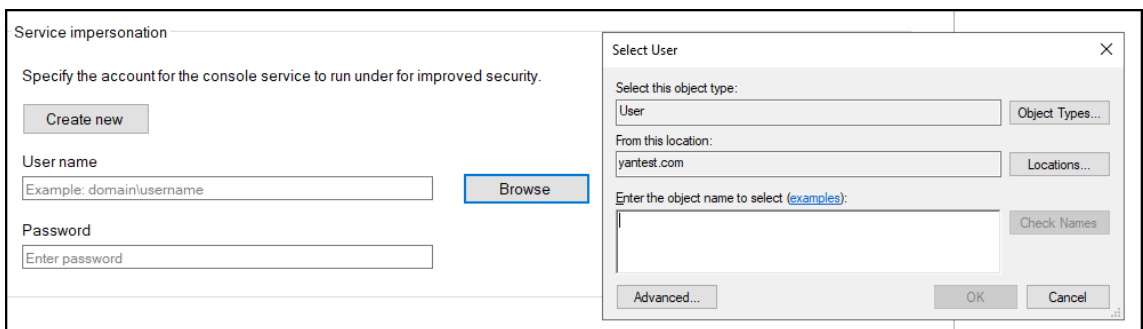 Service impersonation
Specify the account for the console service to run under for improved security.
Create new
User name
Example: domain\username
Browse
Password
Enter password
Select User
Select this object type:
User
Object Types...
From this location:
yantest.com
Locations...
Enter the object name to select (examples):
Check Names
Advanced...
OK
Cancel